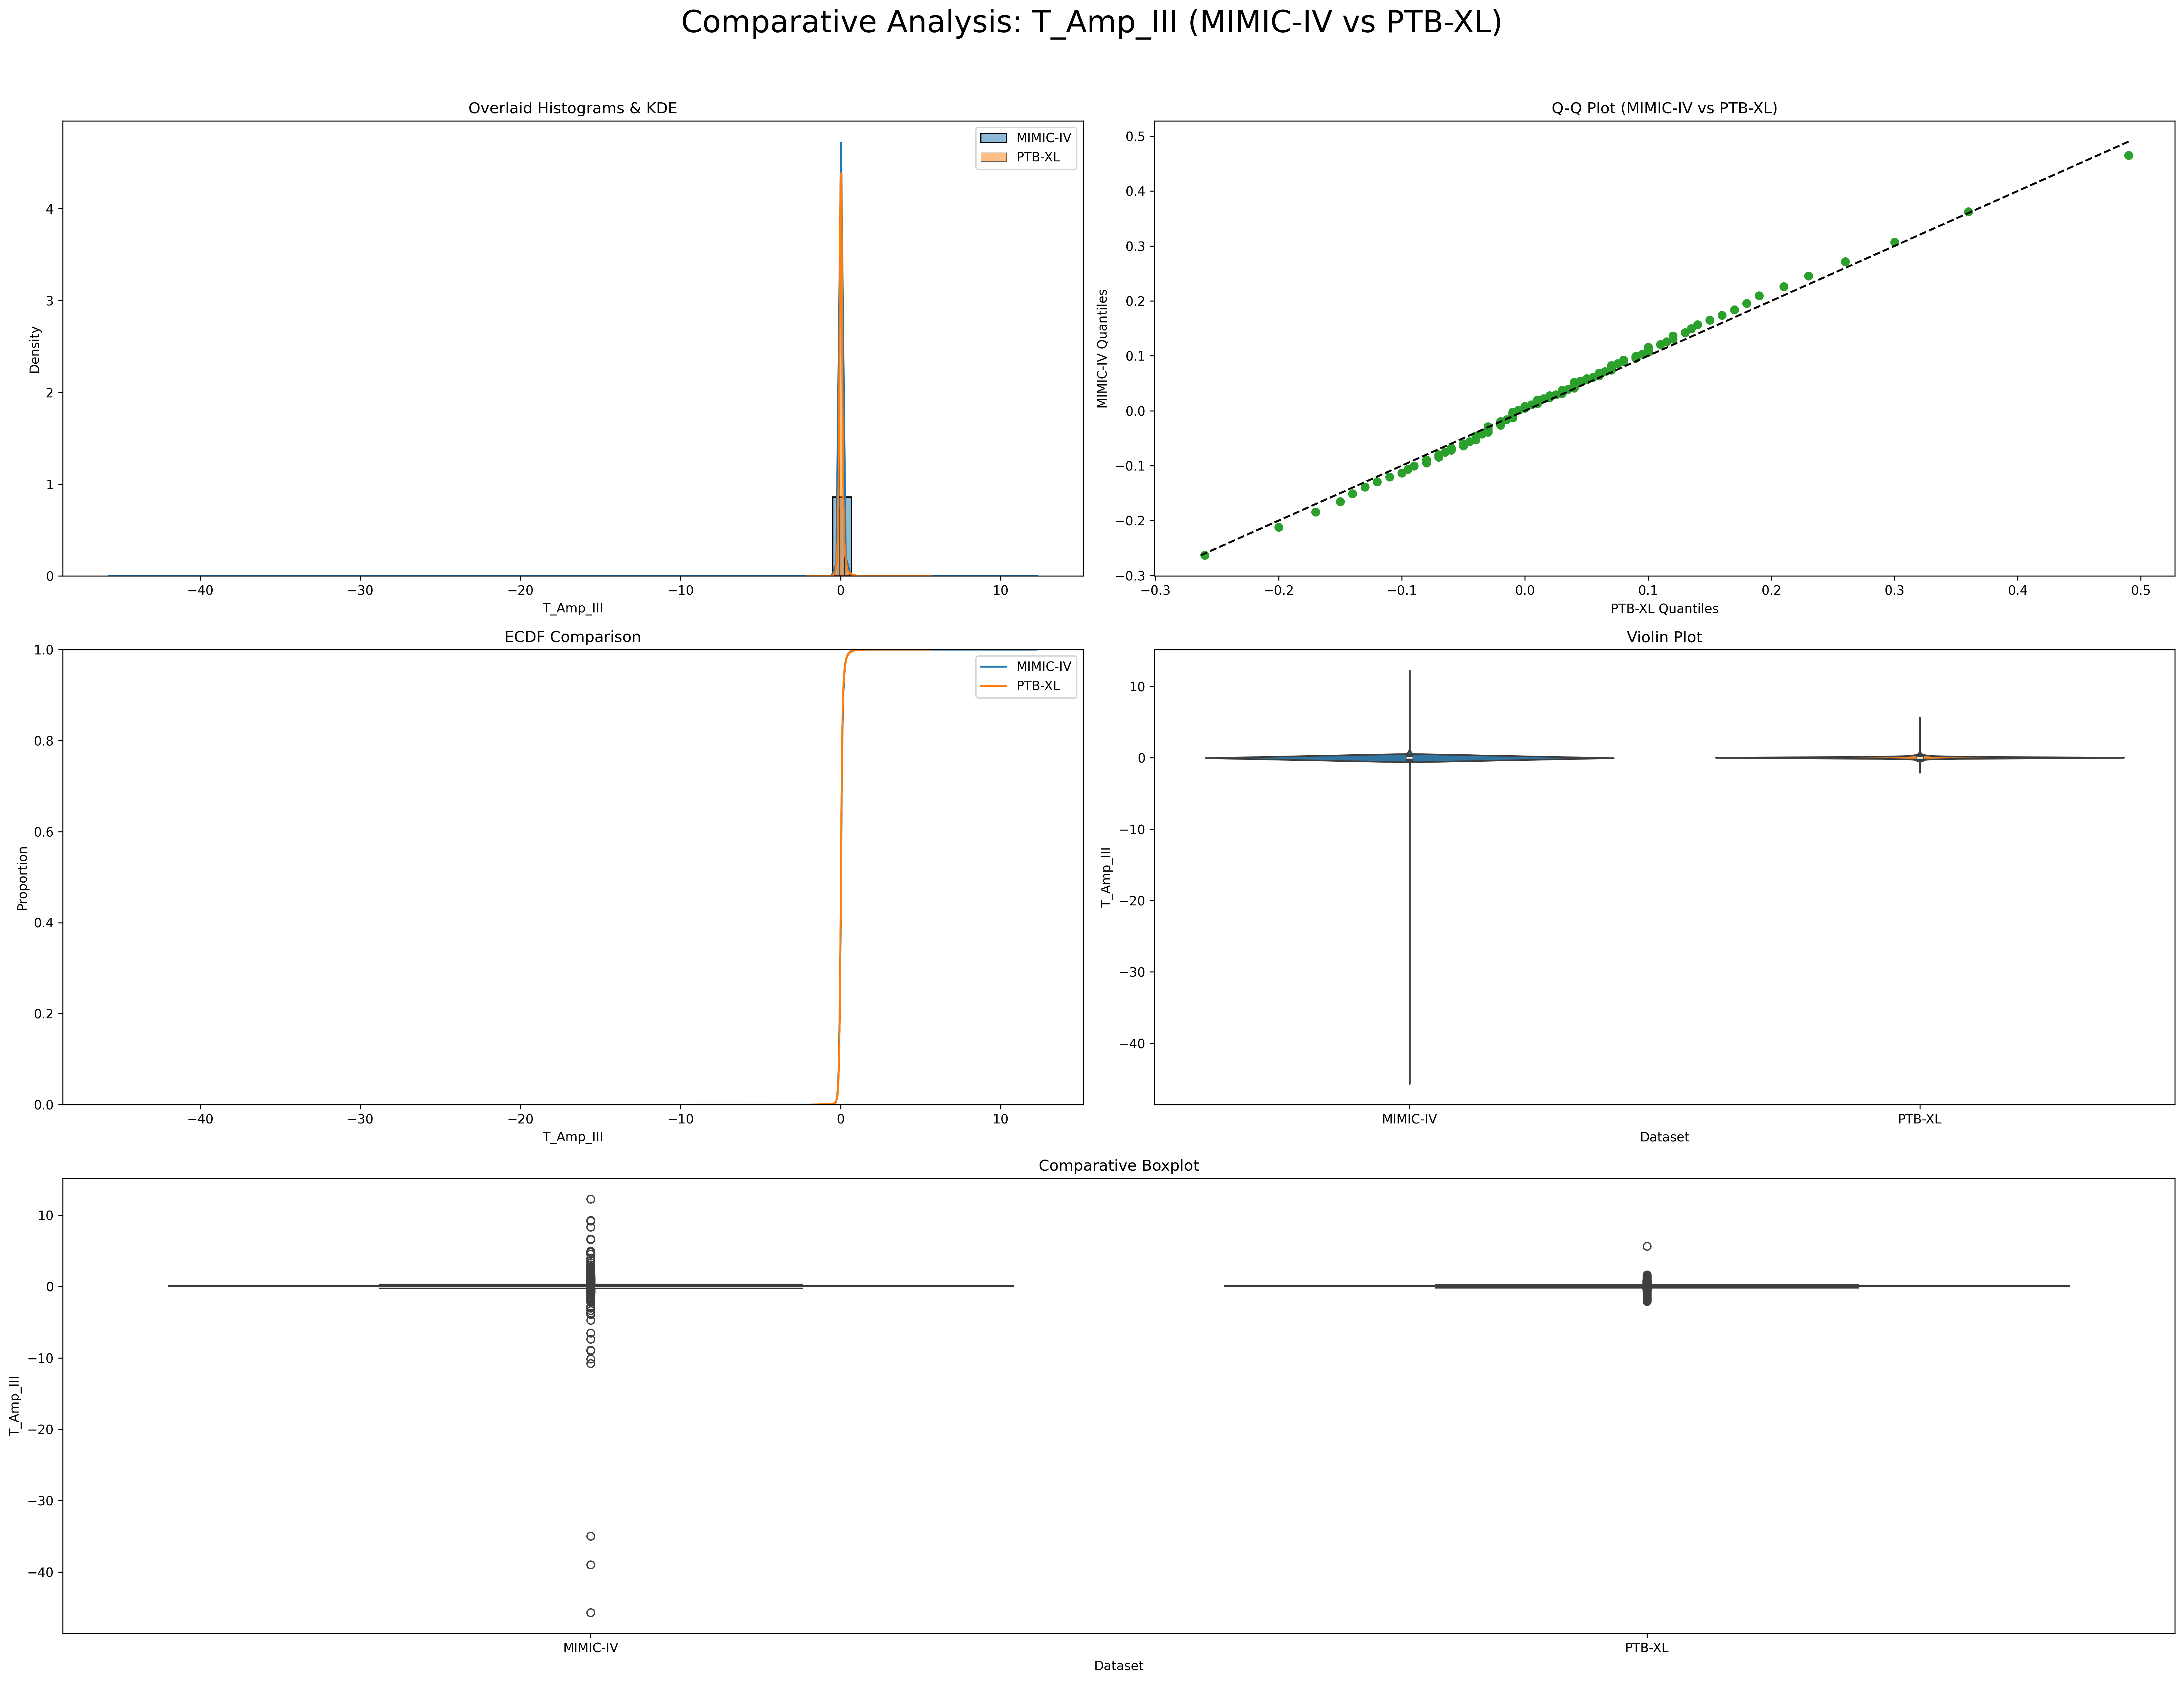 Comparative Analysis: T_Amp_III (MIMIC-IV vs PTB-XL)
Overlaid Histograms & KDE
MIMIC-IV
PTB-XL
Density
4
3
2
1
0
−40 −30 −20 −10 0 10
T_Amp_III
Q-Q Plot (MIMIC-IV vs PTB-XL)
MIMIC-IV Quantiles
0.5
0.4
0.3
0.2
0.1
0.0
−0.1
−0.2
−0.3
−0.3 −0.2 −0.1 0.0 0.1 0.2 0.3 0.4 0.5
PTB-XL Quantiles
ECDF Comparison
MIMIC-IV
PTB-XL
Proportion
1.0
0.8
0.6
0.4
0.2
0.0
−40 −30 −20 −10 0 10
T_Amp_III
Violin Plot
T_Amp_III
10
0
−10
−20
−30
−40
MIMIC-IV PTB-XL
Dataset
Comparative Boxplot
T_Amp_III
10
0
−10
−20
−30
−40
MIMIC-IV PTB-XL
Dataset